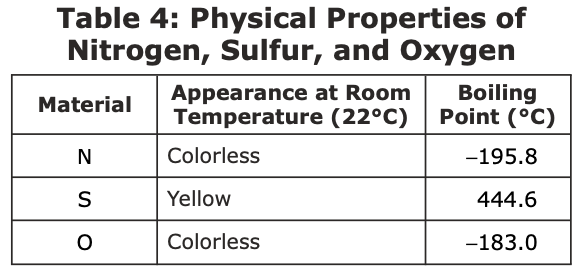 Table 4: Physical Properties of
Nitrogen, Sulfur, and Oxygen
Material
Appearance at Room
Temperature (22°C)
Boiling
Point (°C)
N Colorless –195.8
S Yellow 444.6
O Colorless –183.0